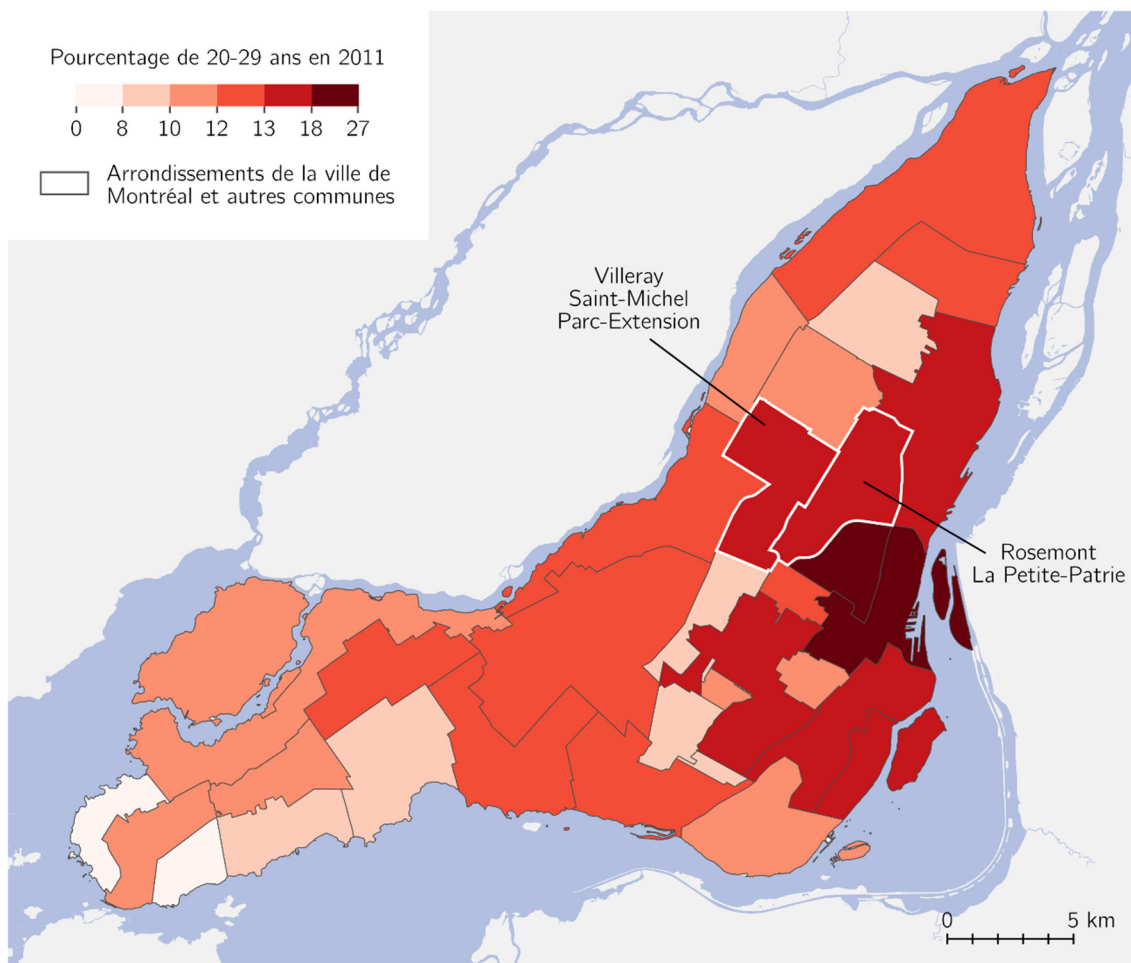 Pourcentage de 20-29 ans en 2011
0 8 10 12 13 18 27
Arrondissements de la ville de
Montréal et autres communes
Villeray
Saint-Michel
Parc-Extension
Rosemont
La Petite-Patrie
0 5 km